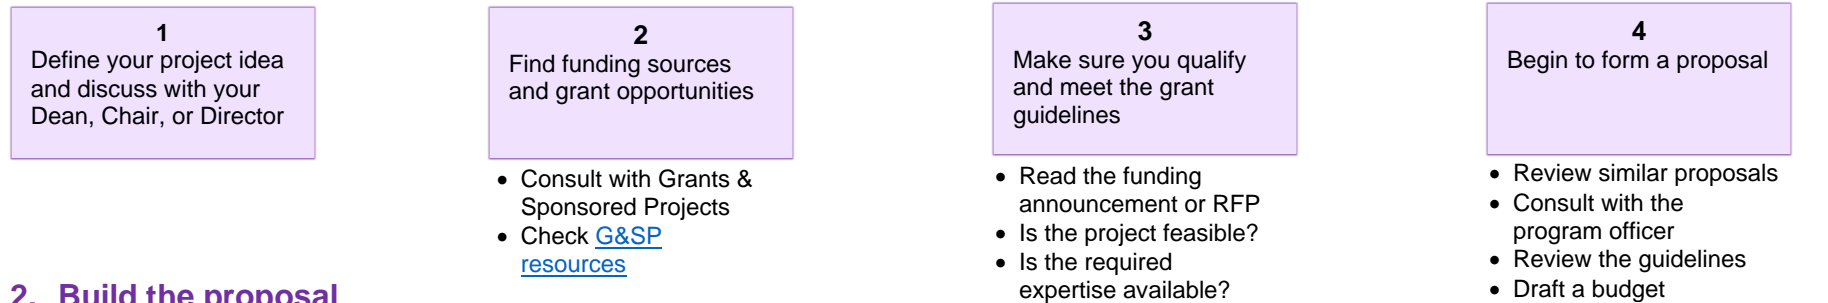 1
Define your project idea
and discuss with your
Dean, Chair, or Director
2
Find funding sources
and grant opportunities
• Consult with Grants &
Sponsored Projects
• Check G&SP
resources
3
Make sure you qualify
and meet the grant
guidelines
• Read the funding
announcement or RFP
• Is the project feasible?
• Is the required
expertise available?
4
Begin to form a proposal
• Review similar proposals
• Consult with the
program officer
• Review the guidelines
• Draft a budget
2. Build the proposal